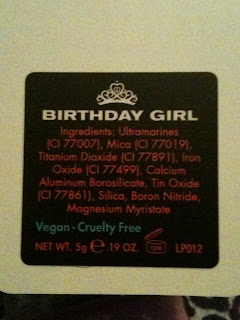 BIRTHDAY GIRL
Ingredients: Ultramarines
(CI 77007), Mica (CI 77019),
Titanium Dioxide (CI 77891), Iron
Oxide (CI 77499), Calcium
Aluminum Borosilicate, Tin Oxide
(CI 77861), Silica, Boron Nitride,
Magnesium Myristate
Vegan · Cruelty Free
NET WT. 5g ℮ .19 OZ. 12M LP012